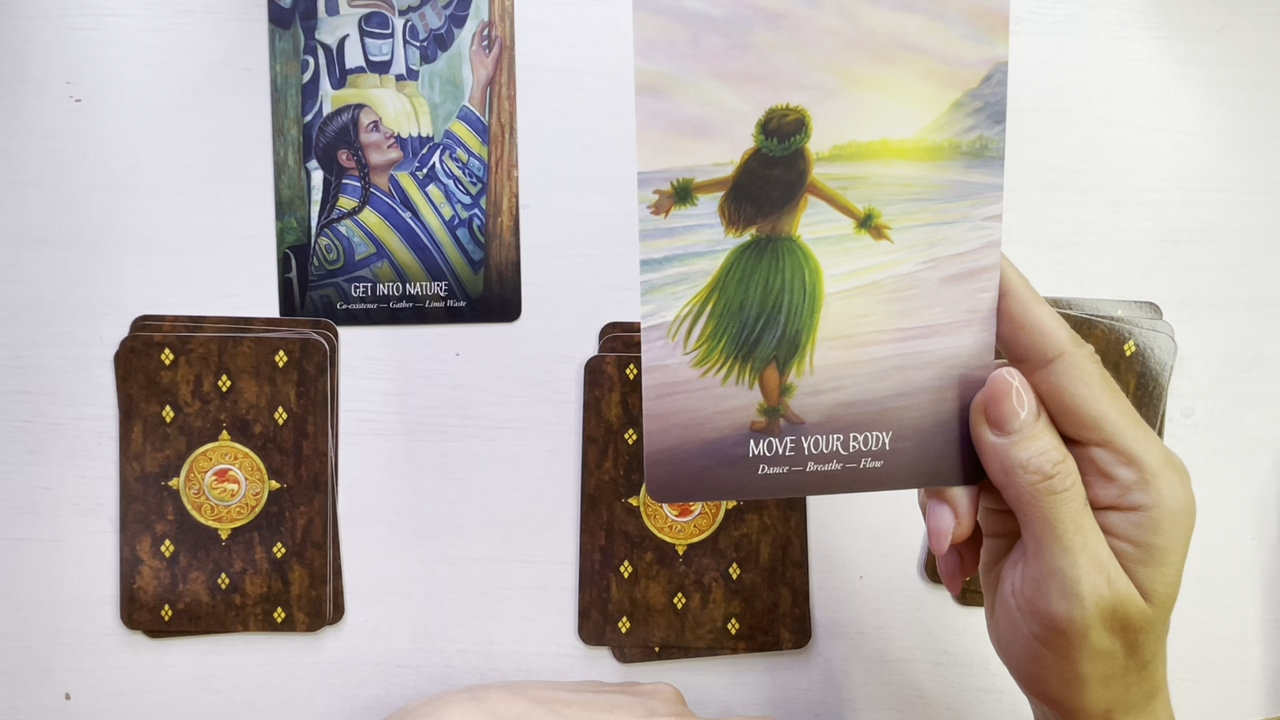 GET INTO NATURE
Co-existence — Gather — Limit Waste
MOVE YOUR BODY
Dance — Breathe — Flow